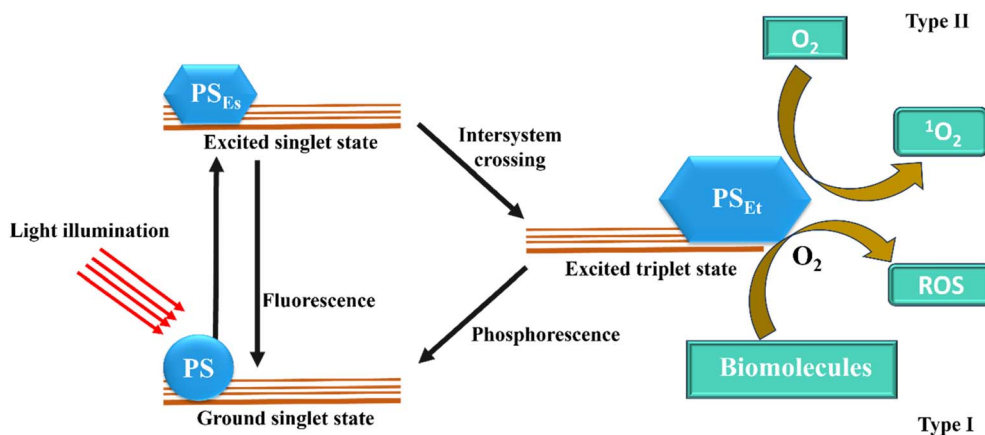 Type II
O₂
PS_Es
Excited singlet state
Intersystem
crossing
¹O₂
PS_Et
Light illumination
Excited triplet state
O₂
Fluorescence
ROS
Phosphorescence
PS
Biomolecules
Ground singlet state
Type I